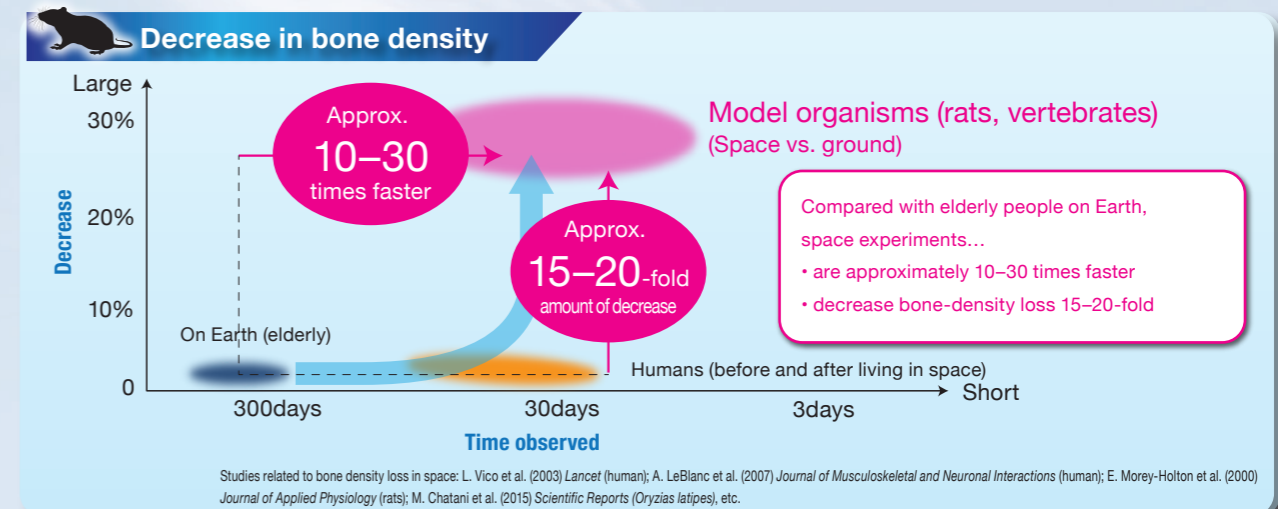 Decrease in bone density
Large
30%
20%
10%
0
Decrease
Approx.
10–30
times faster
Approx.
15–20-fold
amount of decrease
Model organisms (rats, vertebrates)
(Space vs. ground)
Compared with elderly people on Earth,
space experiments…
• are approximately 10–30 times faster
• decrease bone-density loss 15–20-fold
On Earth (elderly)
Humans (before and after living in space)
Short
300days
30days
3days
Time observed
Studies related to bone density loss in space: L. Vico et al. (2003) Lancet (human); A. LeBlanc et al. (2007) Journal of Musculoskeletal and Neuronal Interactions (human); E. Morey-Holton et al. (2000)
Journal of Applied Physiology (rats); M. Chatani et al. (2015) Scientific Reports (Oryzias latipes), etc.